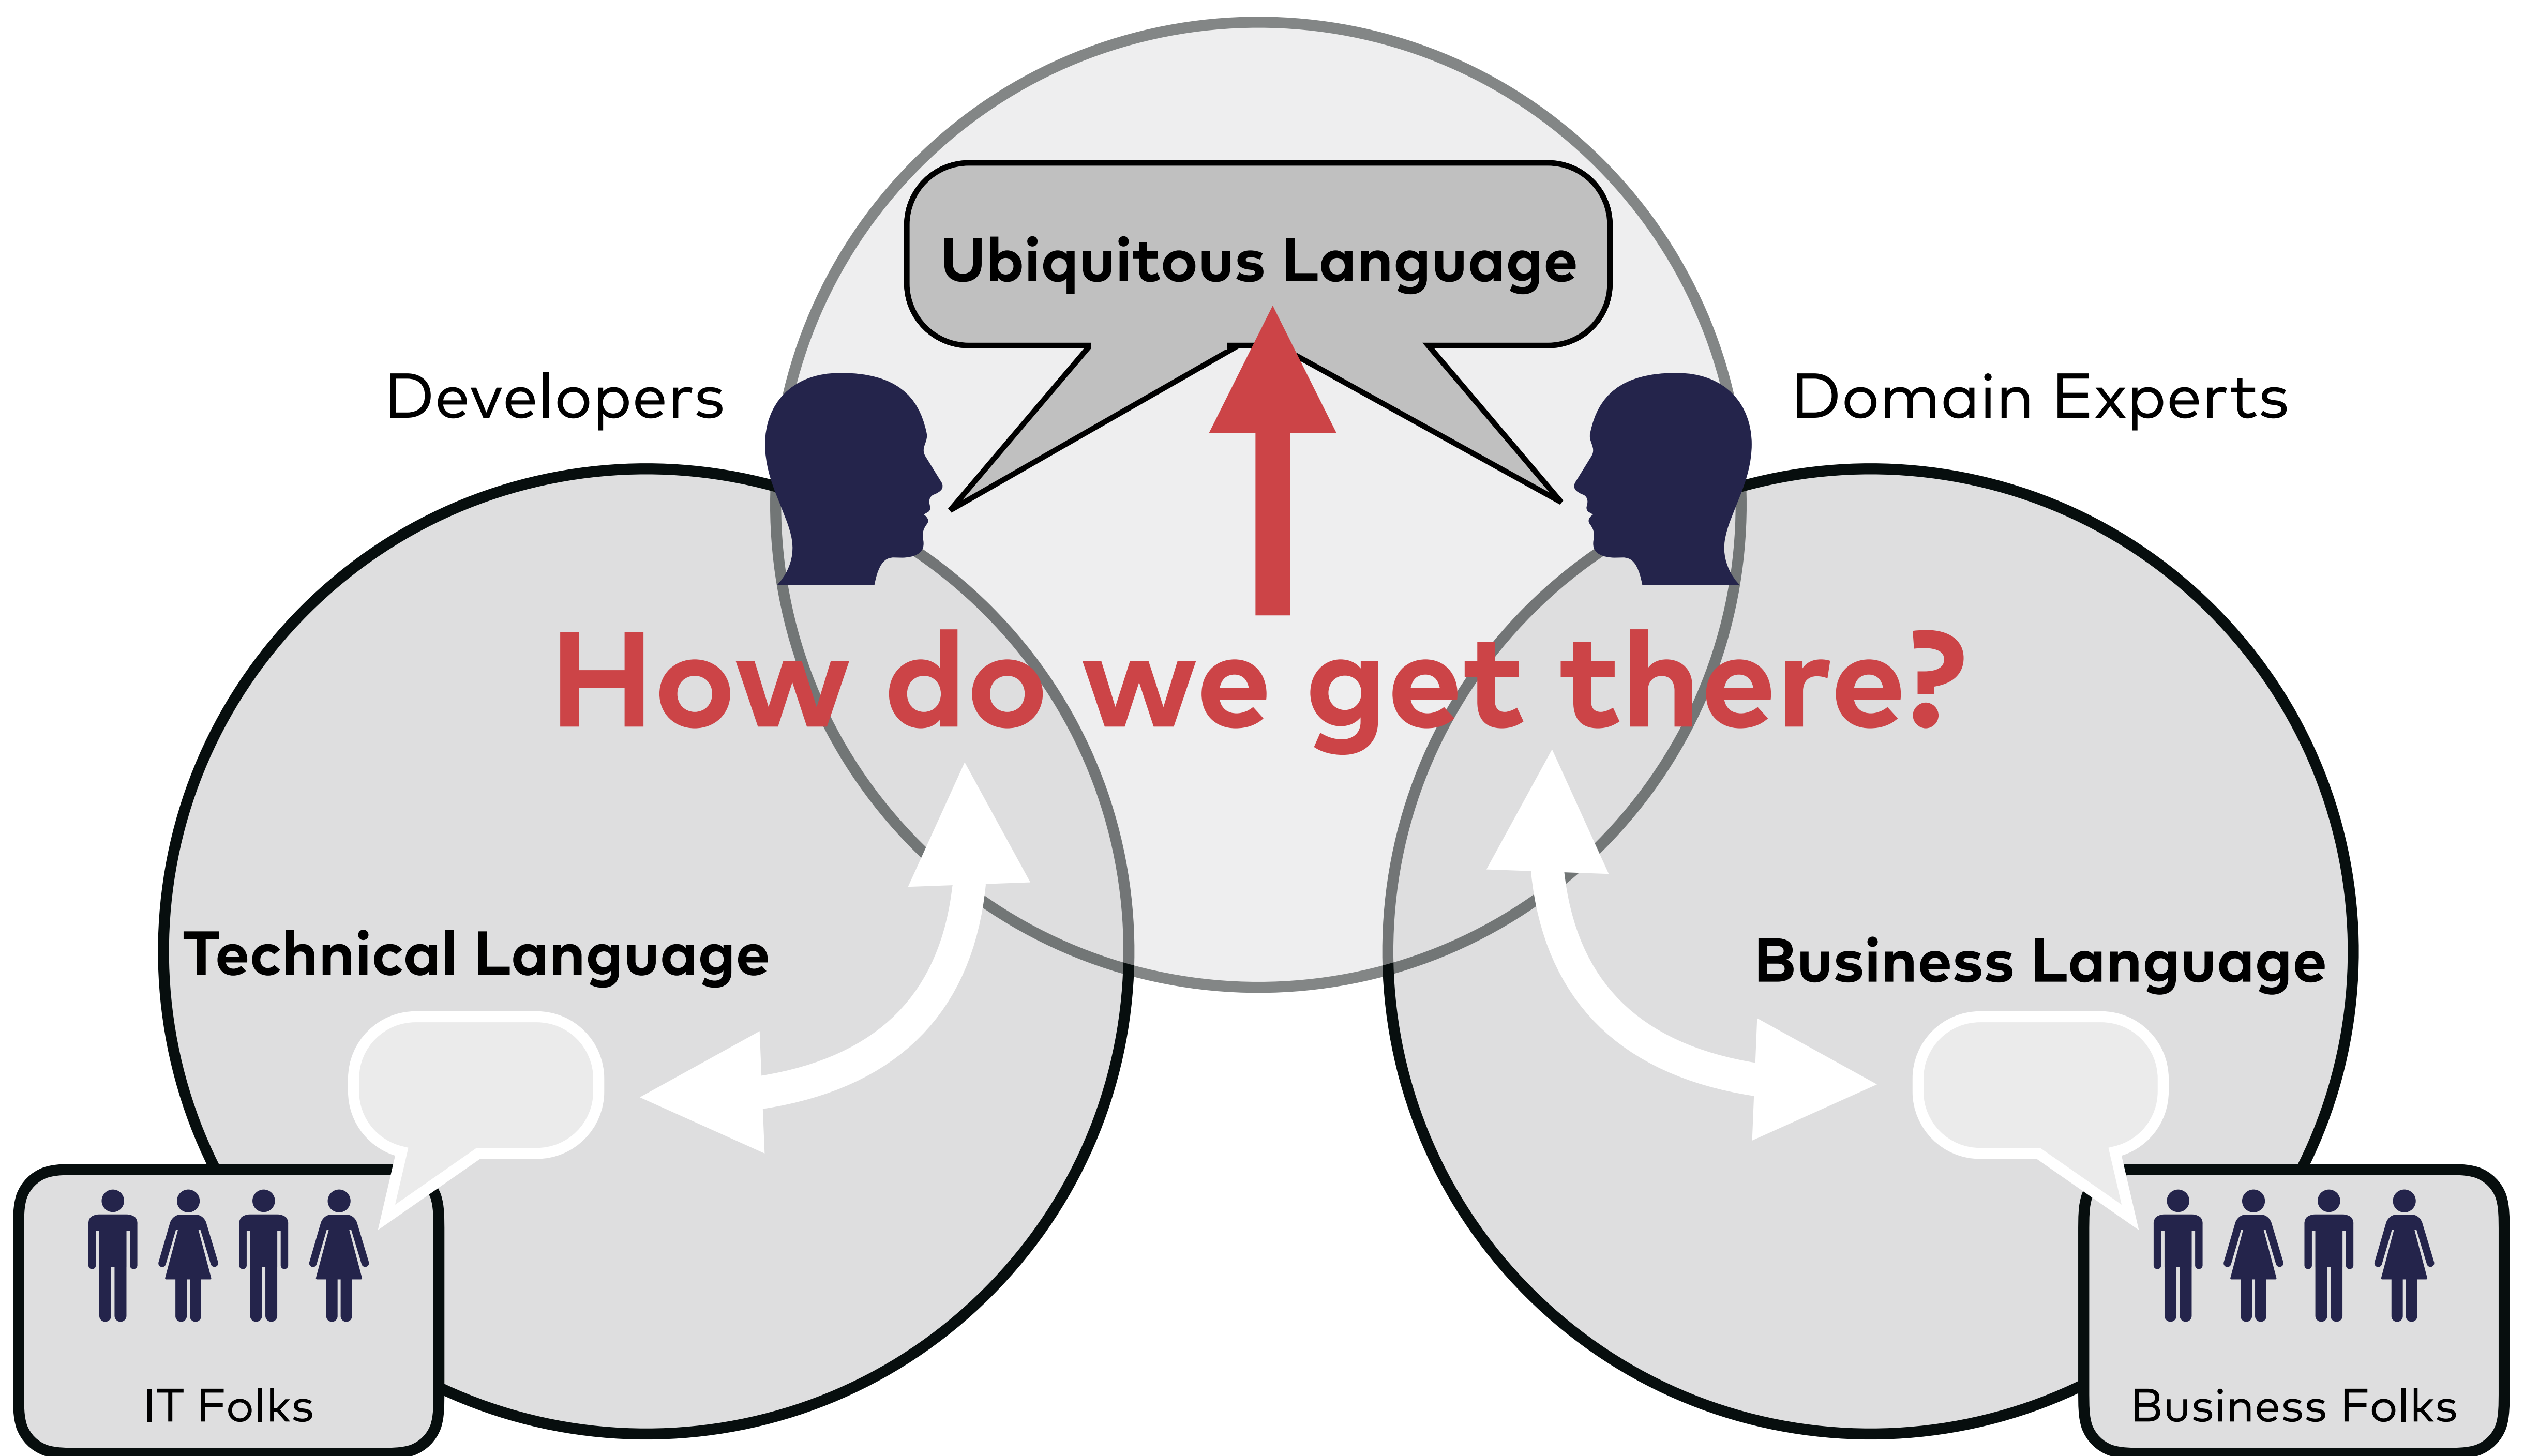 Ubiquitous Language
Developers
Domain Experts
How do we get there?
Technical Language
Business Language
IT Folks
Business Folks